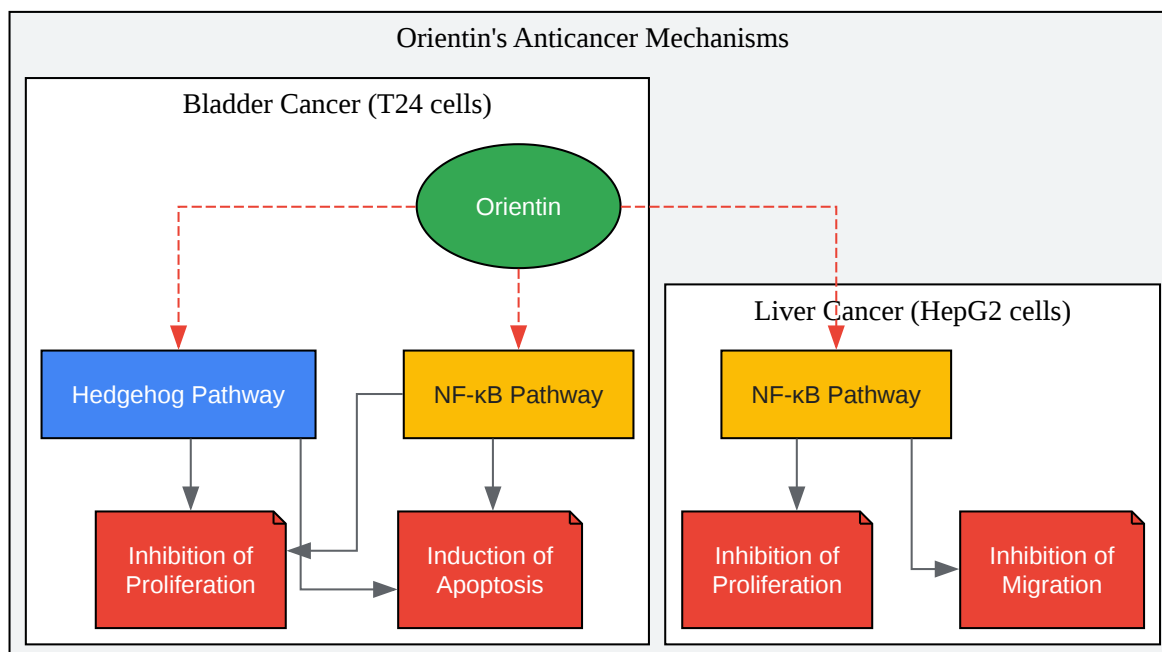 Orientin's Anticancer Mechanisms
Bladder Cancer (T24 cells)
Orientin
Liver Cancer (HepG2 cells)
Hedgehog Pathway
NF-κB Pathway
NF-κB Pathway
Inhibition of
Proliferation
Induction of
Apoptosis
Inhibition of
Proliferation
Inhibition of
Migration